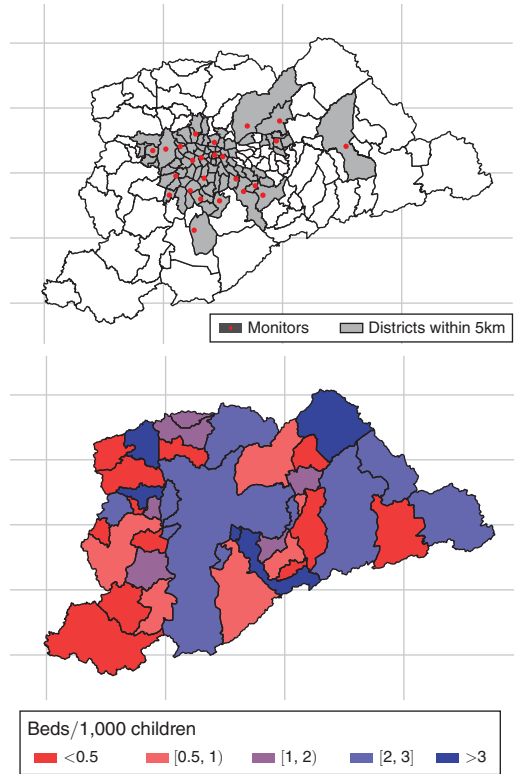 Monitors Districts within 5km
Beds/1,000 children
<0.5 [0.5, 1) [1, 2) [2, 3] >3